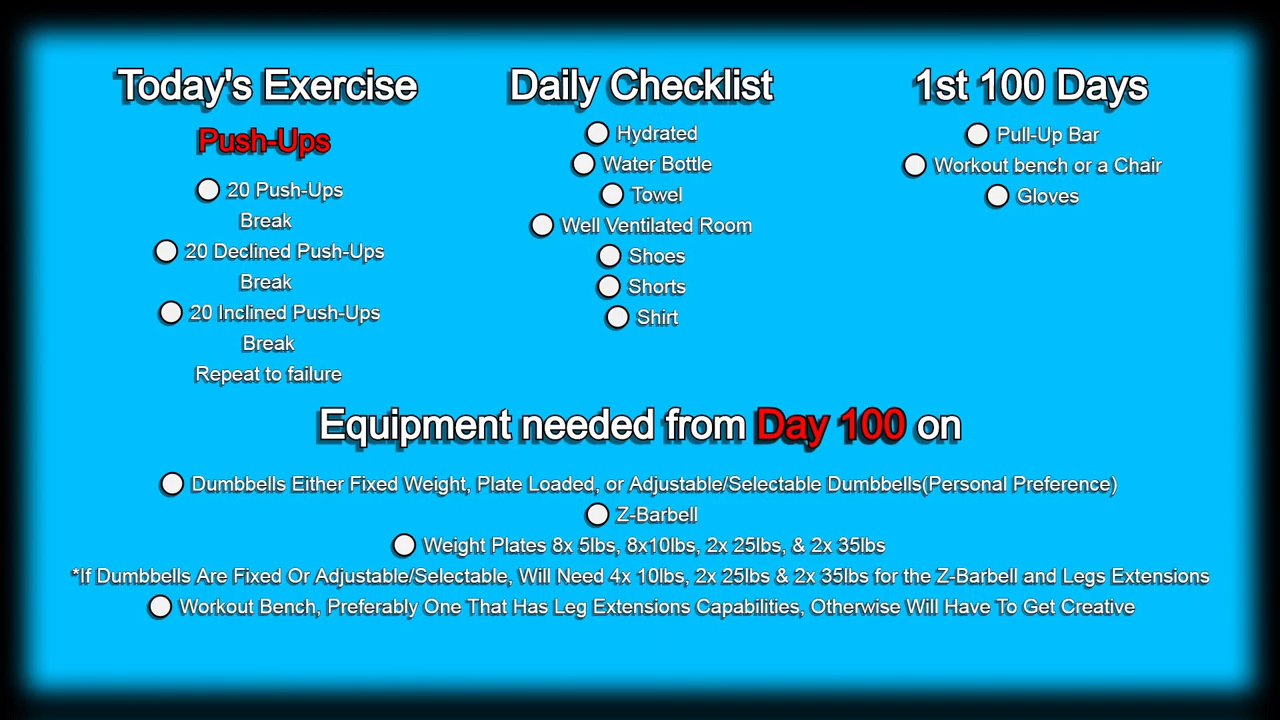 Today's Exercise
Push-Ups
20 Push-Ups
Break
20 Declined Push-Ups
Break
20 Inclined Push-Ups
Break
Repeat to failure
Daily Checklist
Hydrated
Water Bottle
Towel
Well Ventilated Room
Shoes
Shorts
Shirt
1st 100 Days
Pull-Up Bar
Workout bench or a Chair
Gloves
Equipment needed from Day 100 on
Dumbbells Either Fixed Weight, Plate Loaded, or Adjustable/Selectable Dumbbells(Personal Preference)
Z-Barbell
Weight Plates 8x 5lbs, 8x10lbs, 2x 25lbs, & 2x 35lbs
*If Dumbbells Are Fixed Or Adjustable/Selectable, Will Need 4x 10lbs, 2x 25lbs & 2x 35lbs for the Z-Barbell and Legs Extensions
Workout Bench, Preferably One That Has Leg Extensions Capabilities, Otherwise Will Have To Get Creative